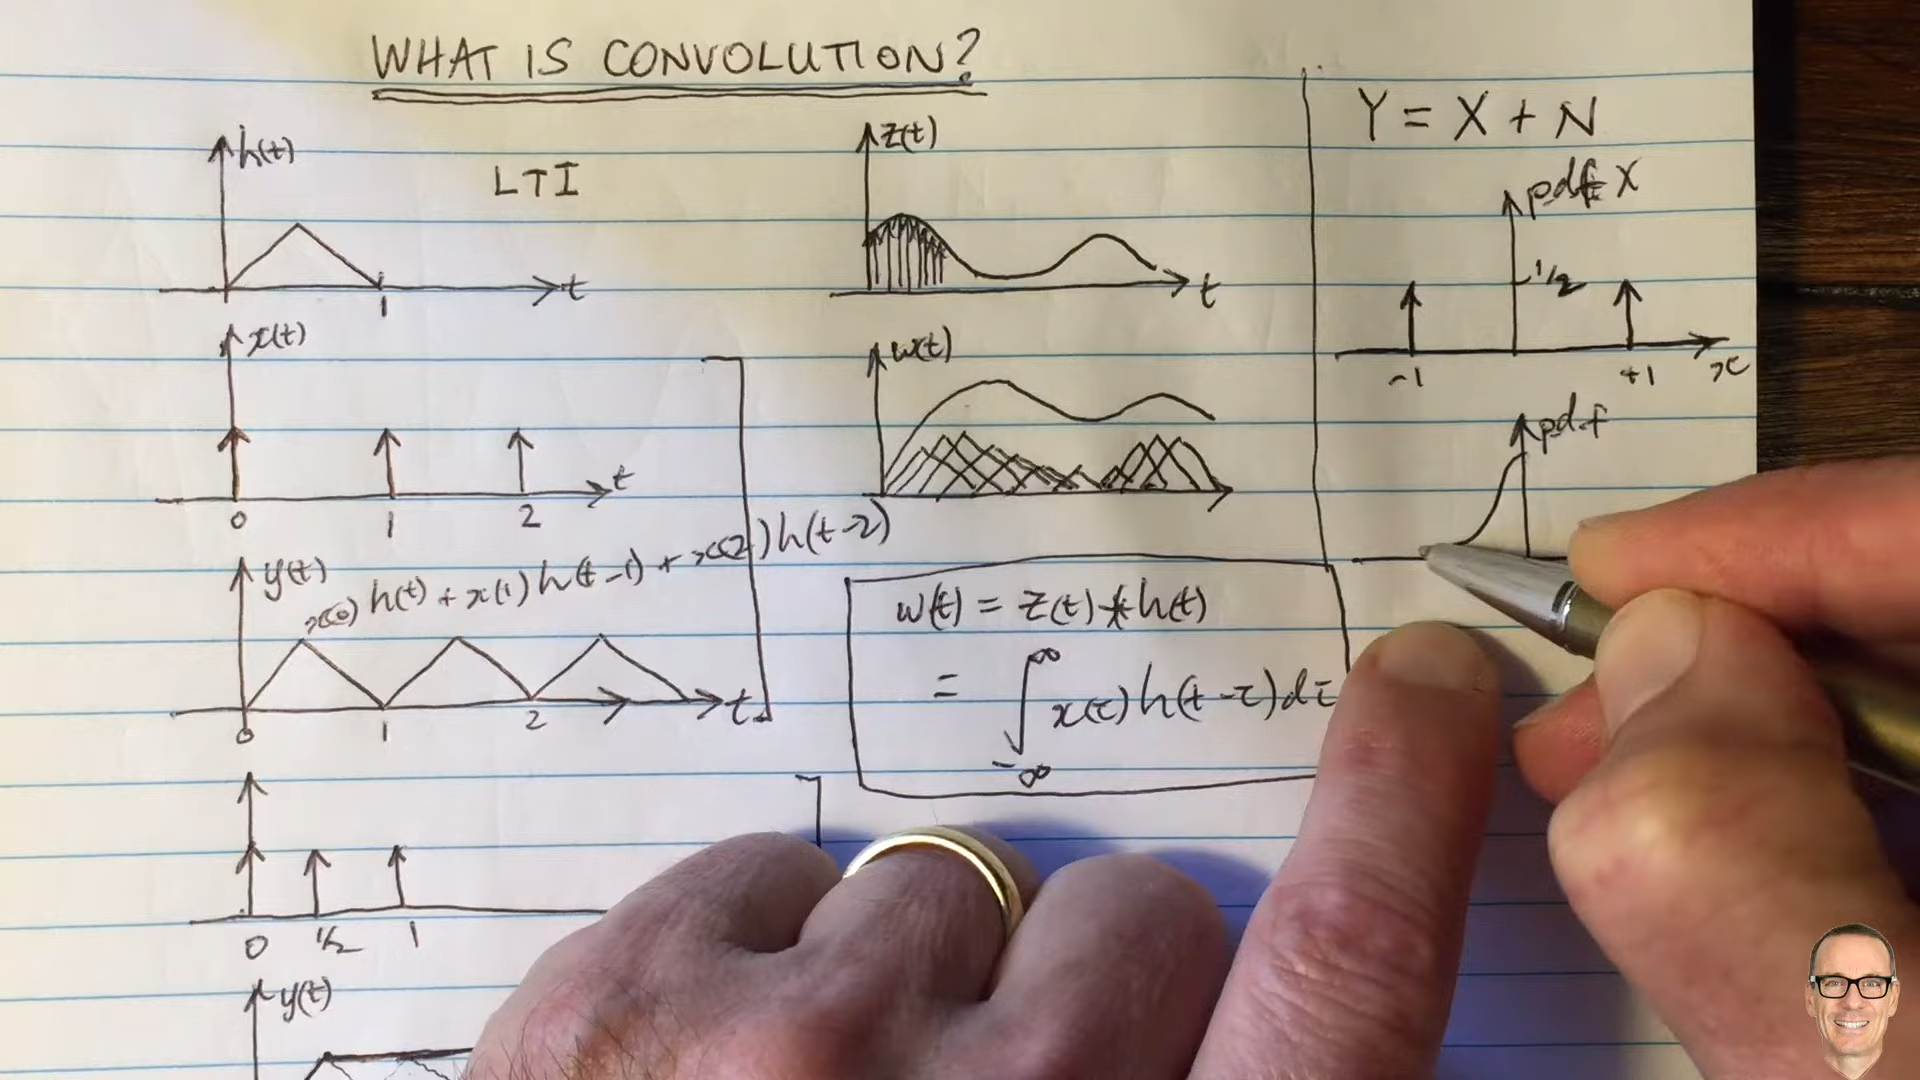 WHAT IS CONVOLUTION?
h(t)
LTI
t
1
x(t)
t
0 1 2
y(t)
x(0) h(t) + x(1) h(t-1) + x(2) h(t-2)
t
0 1 2
0 1/2 1
y(t)
z(t)
t
w(t)
w(t) = z(t) * h(t)
= ∫ x(τ) h(t-τ) dτ
∞
-∞
Y = X + N
pdf X
1/2
-1 +1 x
pdf